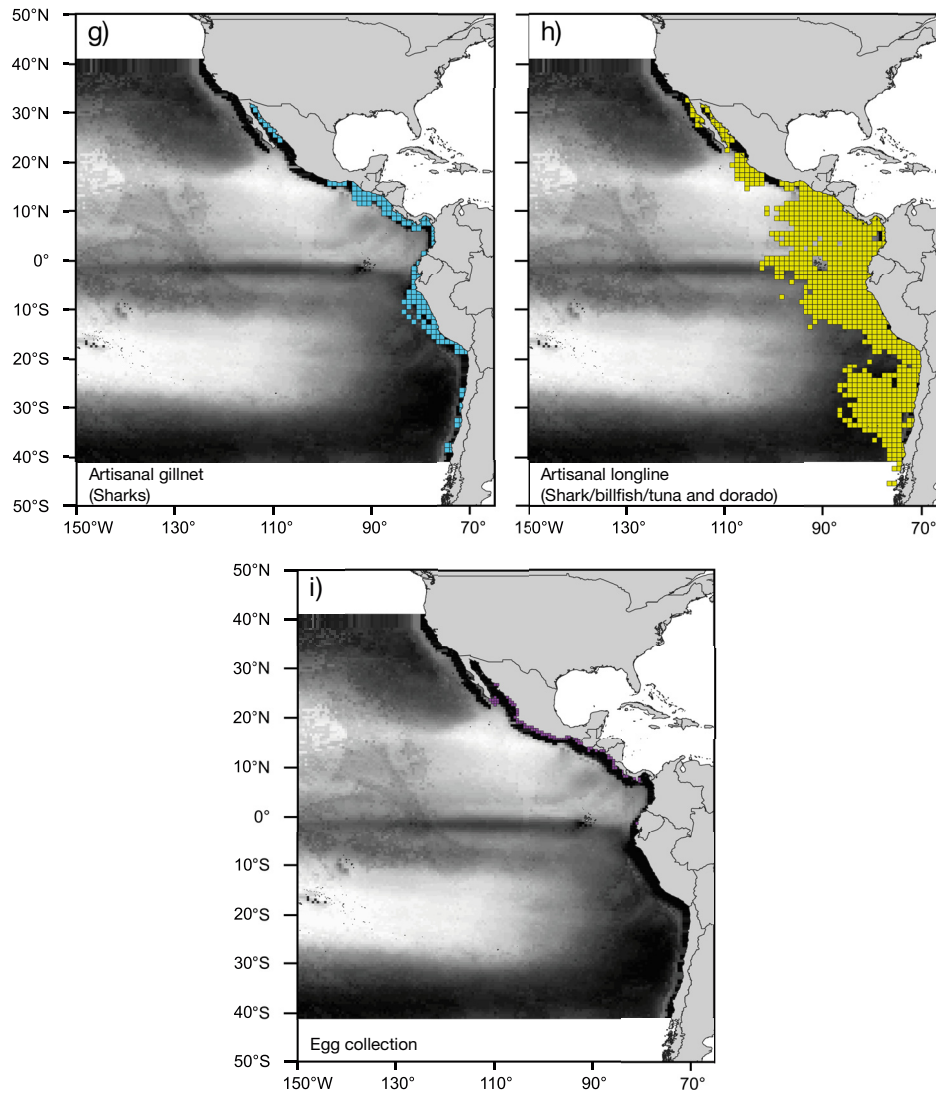 50°N
40°N
30°N
20°N
10°N
0°
10°S
20°S
30°S
40°S
50°S
g)
Artisanal gillnet
(Sharks)
150°W 130° 110° 90° 70°
h)
Artisanal longline
(Shark/billfish/tuna and dorado)
150°W 130° 110° 90° 70°
50°N
40°N
30°N
20°N
10°N
0°
10°S
20°S
30°S
40°S
50°S
i)
Egg collection
150°W 130° 110° 90° 70°